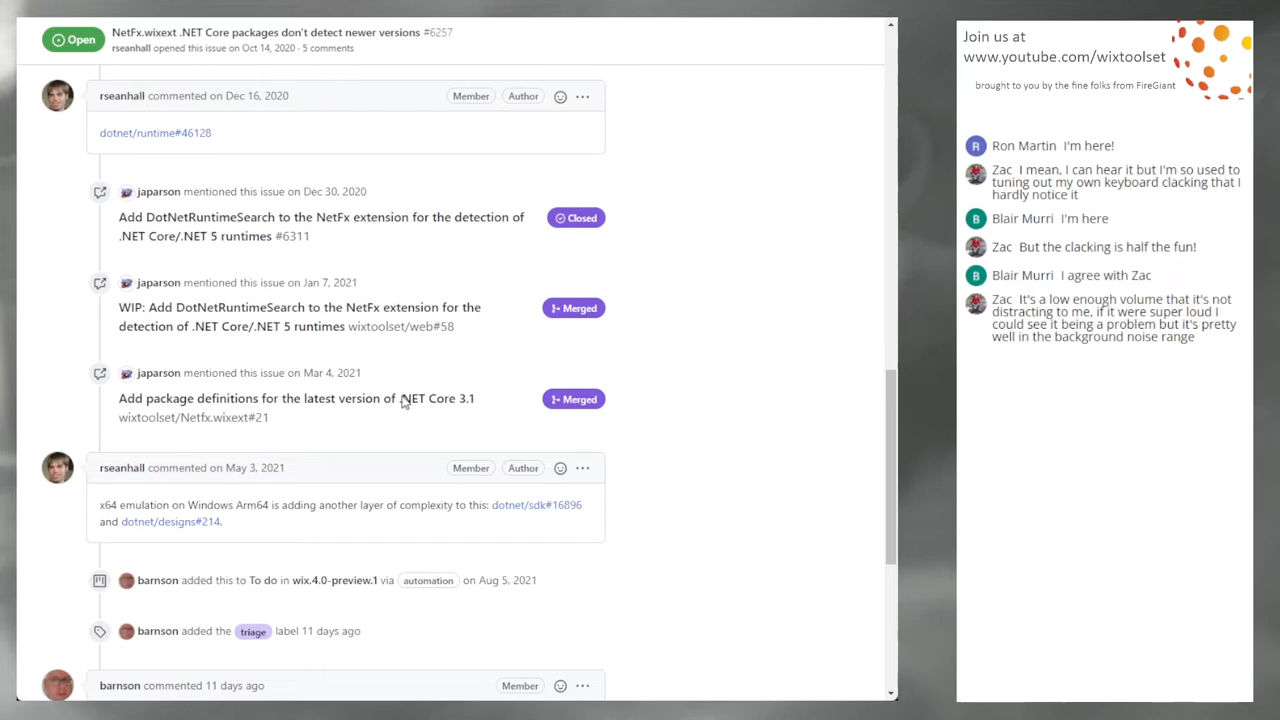 Open
NetFx.wixext .NET Core packages don't detect newer versions #6257
rseanhall opened this issue on Oct 14, 2020 · 5 comments
rseanhall commented on Dec 16, 2020
Member
Author
dotnet/runtime#46128
japarson mentioned this issue on Dec 30, 2020
Add DotNetRuntimeSearch to the NetFx extension for the detection of
.NET Core/.NET 5 runtimes #6311
Closed
japarson mentioned this issue on Jan 7, 2021
WIP: Add DotNetRuntimeSearch to the NetFx extension for the
detection of .NET Core/.NET 5 runtimes wixtoolset/web#58
Merged
japarson mentioned this issue on Mar 4, 2021
Add package definitions for the latest version of .NET Core 3.1
wixtoolset/Netfx.wixext#21
Merged
rseanhall commented on May 3, 2021
Member
Author
x64 emulation on Windows Arm64 is adding another layer of complexity to this: dotnet/sdk#16896
and dotnet/designs#214.
barnson added this to To do in wix.4.0-preview.1 via automation on Aug 5, 2021
barnson added the triage label 11 days ago
barnson commented 11 days ago
Member
Join us at
www.youtube.com/wixtoolset
brought to you by the fine folks from FireGiant
R Ron Martin I'm here!
Zac I mean, I can hear it but I'm so used to
tuning out my own keyboard clacking that I
hardly notice it
B Blair Murri I'm here
Zac But the clacking is half the fun!
B Blair Murri I agree with Zac
Zac It's a low enough volume that it's not
distracting to me, if it were super loud I
could see it being a problem but it's pretty
well in the background noise range